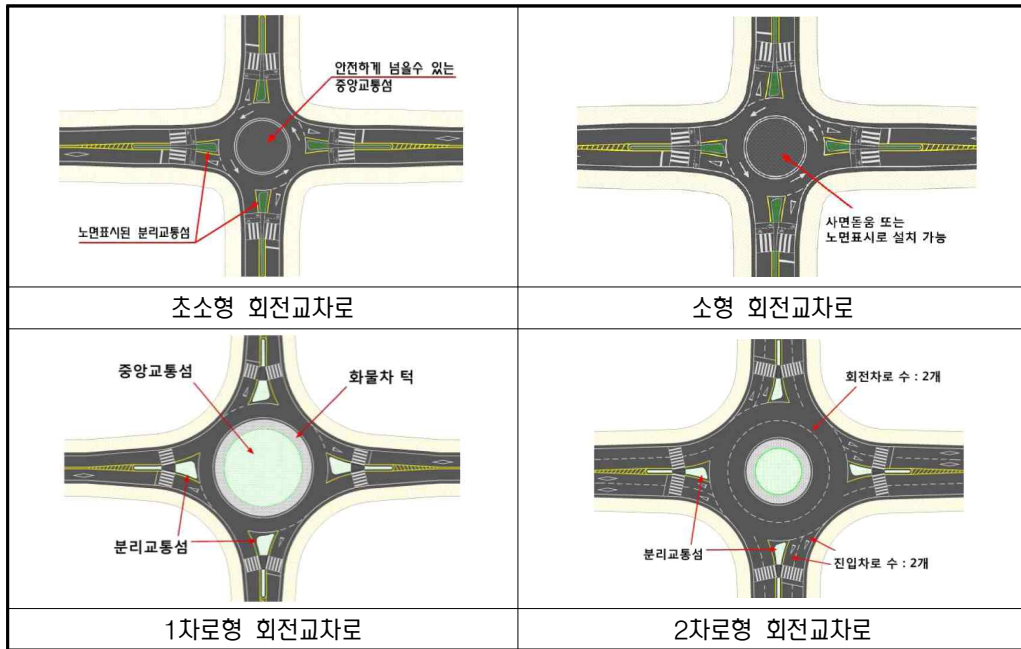 안전하게 넘을수 있는
중앙교통섬
노면표시된 분리교통섬
초소형 회전교차로
사면돋움 또는
노면표시로 설치 가능
소형 회전교차로
중앙교통섬
화물차 턱
분리교통섬
1차로형 회전교차로
회전차로 수 : 2개
분리교통섬
진입차로 수 : 2개
2차로형 회전교차로